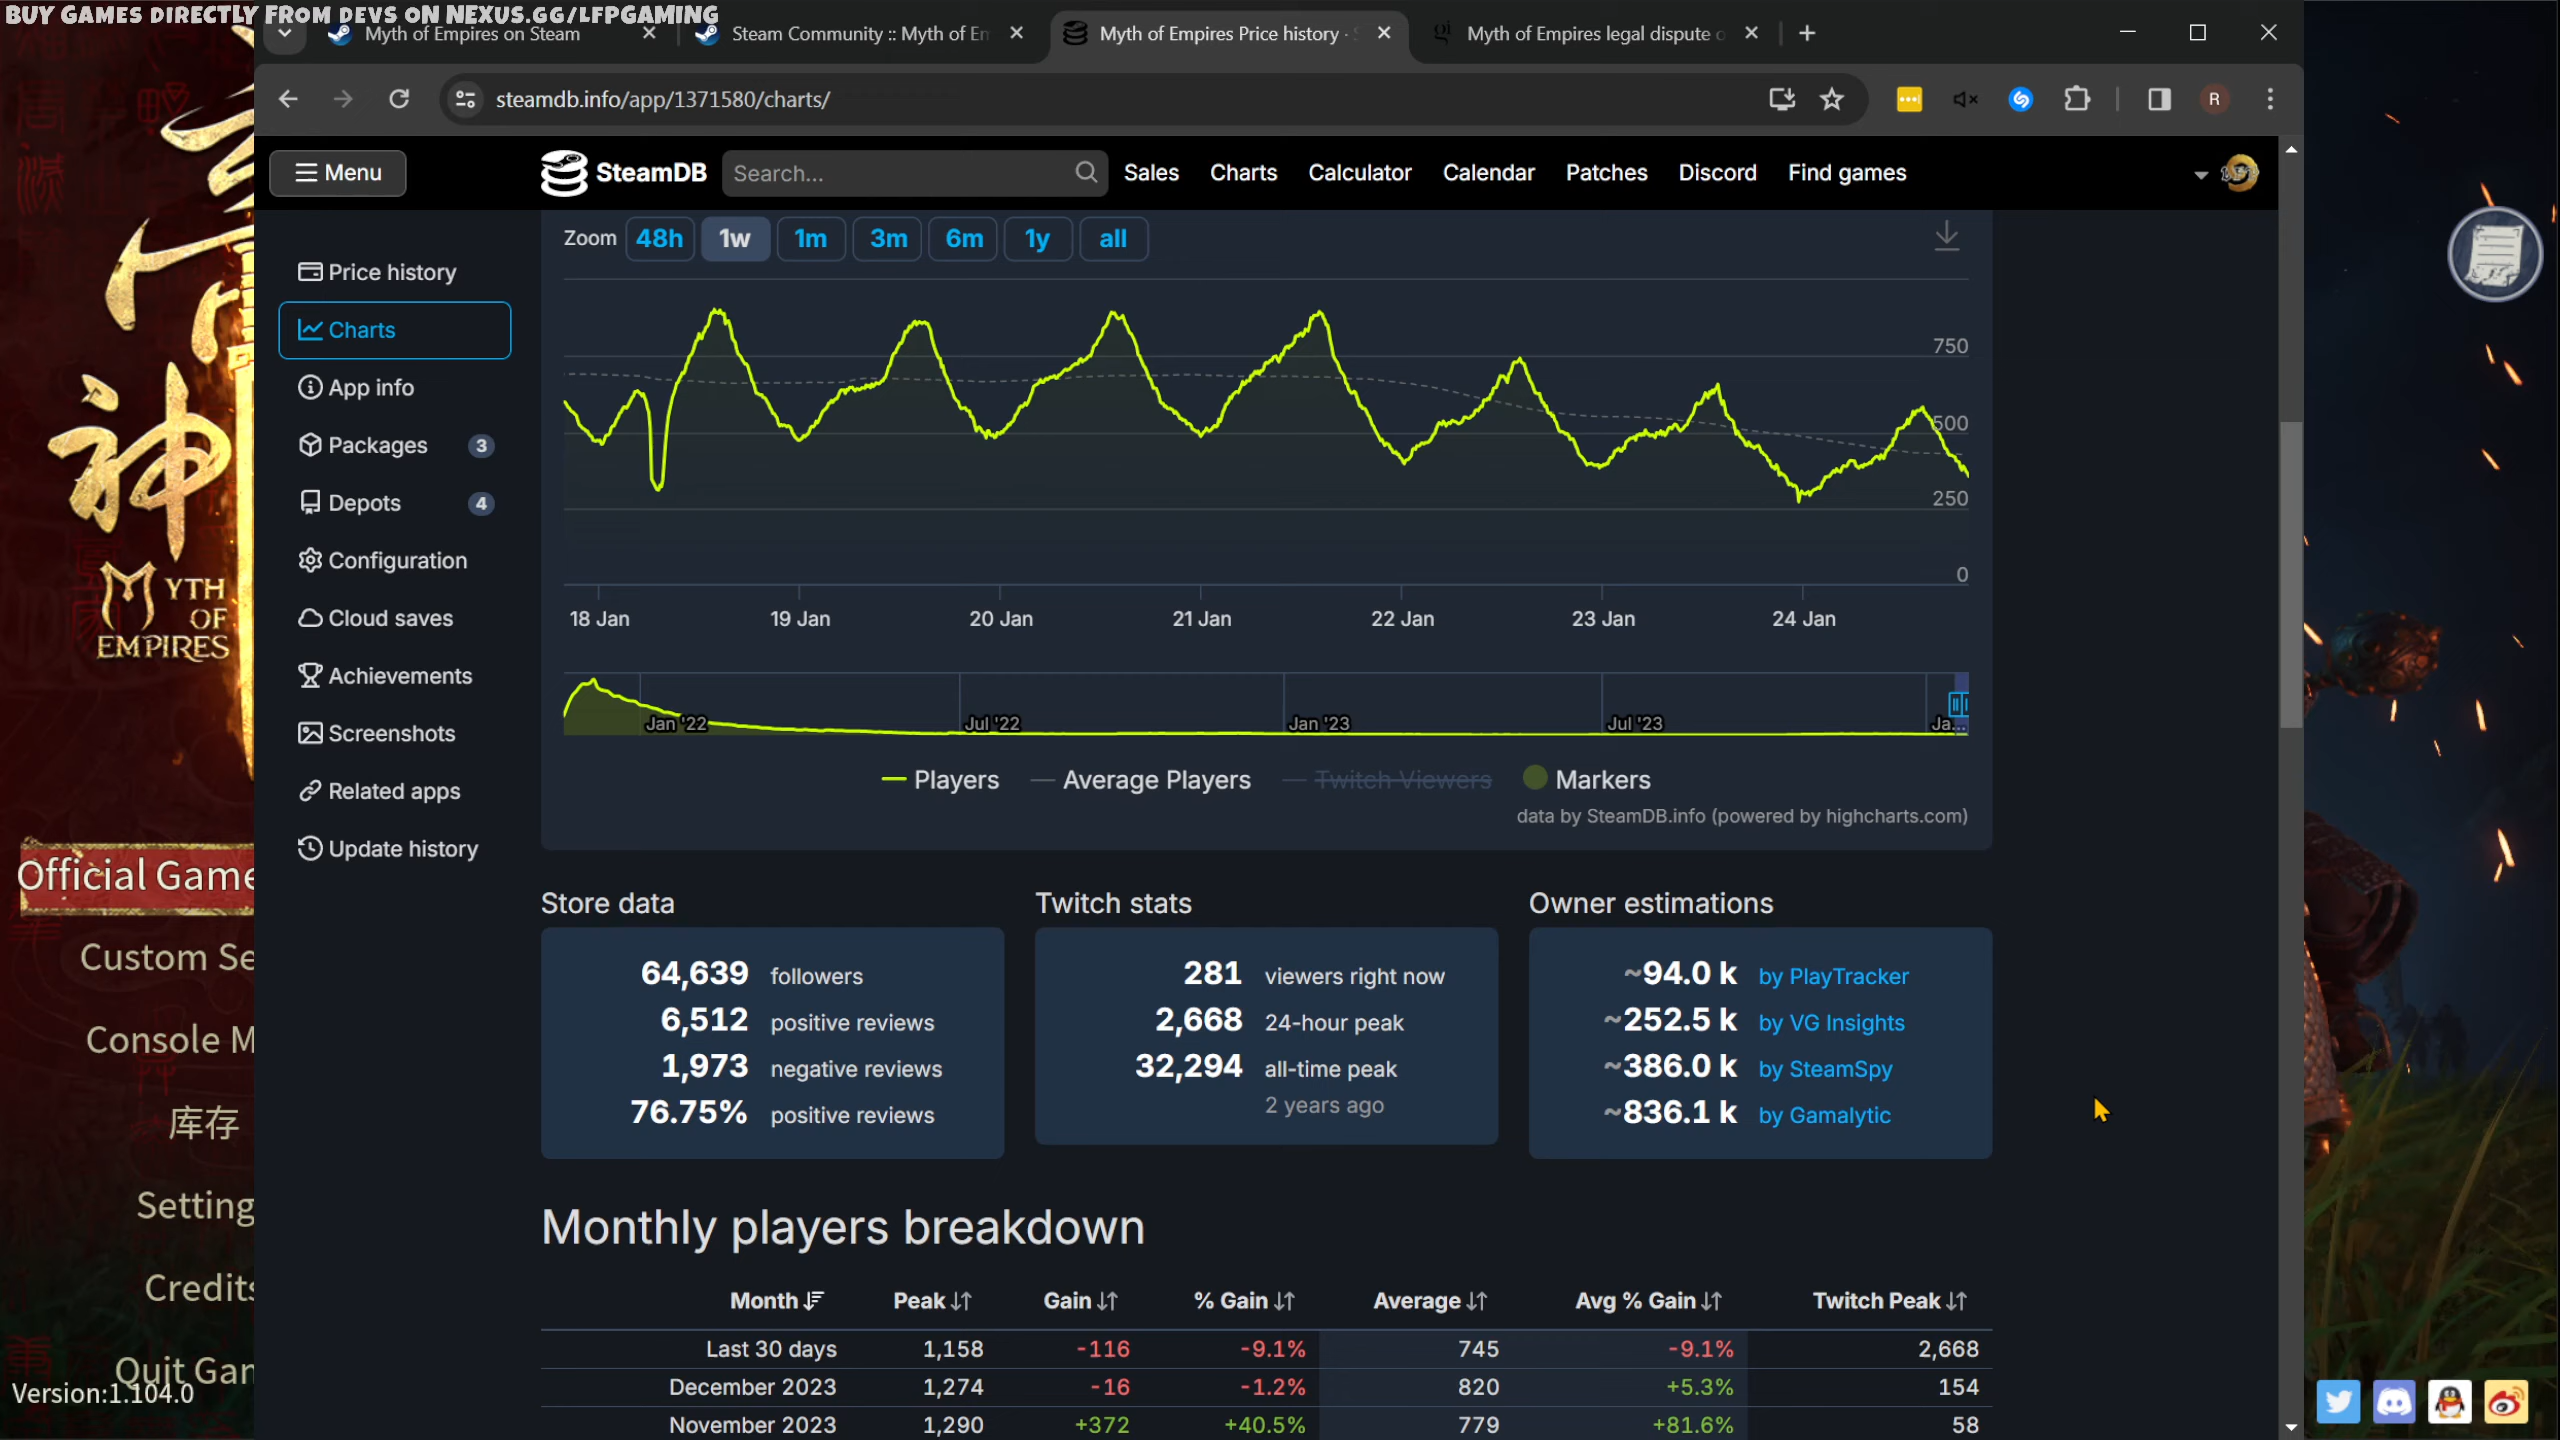 BUY GAMES DIRECTLY FROM DEVS ON NEXUS.GG/LFPGAMING
Myth of Empires on Steam
Steam Community :: Myth of Em
Myth of Empires Price history ·
Myth of Empires legal dispute o
steamdb.info/app/1371580/charts/
R
Menu
SteamDB
Search...
Sales
Charts
Calculator
Calendar
Patches
Discord
Find games
Zoom
48h
1w
1m
3m
6m
1y
all
Price history
Charts
App info
Packages 3
Depots 4
Configuration
Cloud saves
Achievements
Screenshots
Related apps
Update history
750
500
250
0
18 Jan
19 Jan
20 Jan
21 Jan
22 Jan
23 Jan
24 Jan
Jan '22
Jul '22
Jan '23
Jul '23
Ja...
Players
Average Players
Twitch Viewers
Markers
data by SteamDB.info (powered by highcharts.com)
Store data
64,639 followers
6,512 positive reviews
1,973 negative reviews
76.75% positive reviews
Twitch stats
281 viewers right now
2,668 24-hour peak
32,294 all-time peak
2 years ago
Owner estimations
~94.0 k by PlayTracker
~252.5 k by VG Insights
~386.0 k by SteamSpy
~836.1 k by Gamalytic
Monthly players breakdown
Month Peak Gain % Gain Average Avg % Gain Twitch Peak
Last 30 days 1,158 -116 -9.1% 745 -9.1% 2,668
December 2023 1,274 -16 -1.2% 820 +5.3% 154
November 2023 1,290 +372 +40.5% 779 +81.6% 58
神
MYTH
OF
EMPIRES
Official Game
Custom Se
Console M
库存
Setting
Credits
Quit Gam
Version:1.104.0